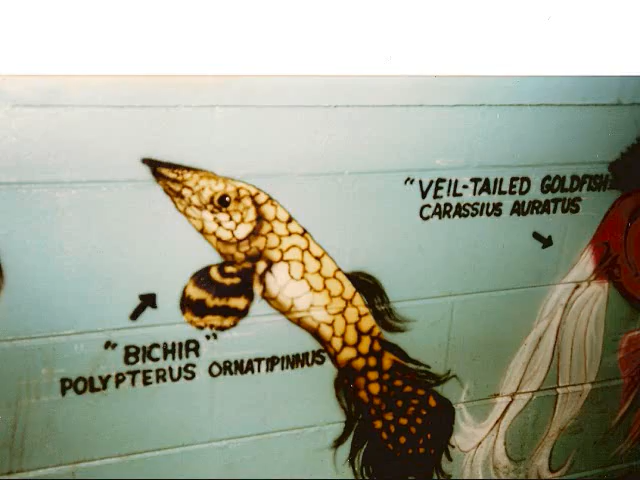 "VEIL-TAILED GOLDFISH
CARASSIUS AURATUS
"BICHIR"
POLYPTERUS ORNATIPINNUS